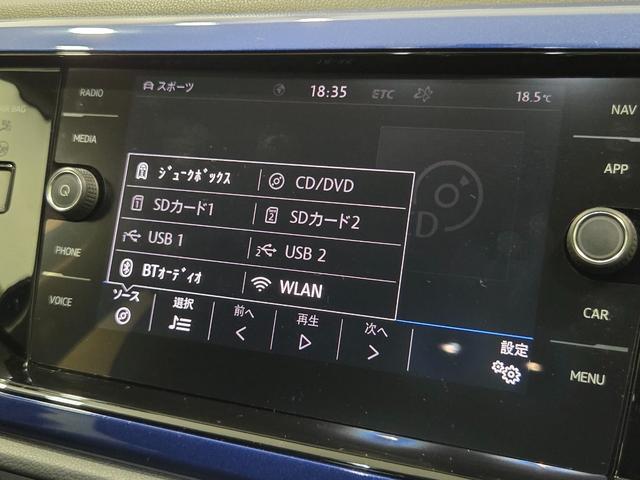 RADIO
MEDIA
PHONE
VOICE
スポーツ
18:35
ETC
18.5℃
NAV
APP
CAR
MENU
ｼﾞｭｰｸﾎﾞｯｸｽ
CD/DVD
SDカード1
SDカード2
USB 1
USB 2
BTｵｰﾃﾞｨｵ
WLAN
ソース
選択
前へ
再生
次へ
設定